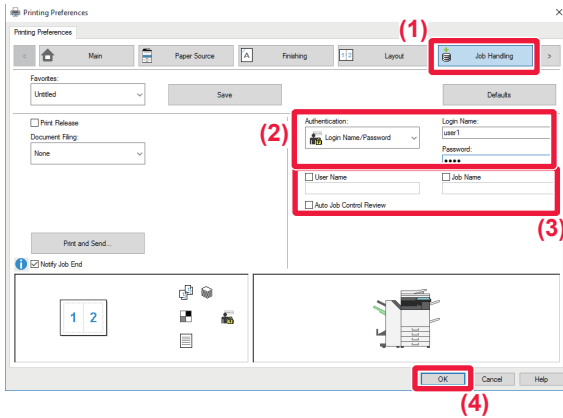 Printing Preferences
×
Printing Preferences
(1)
< Main Paper Source A Finishing 1 2 Layout Job Handling >
Favorites:
Untitled Save Defaults
(2)
Print Release
Document Filing:
None
Authentication: Login Name:
Login Name/Password user1
Password:
••••
User Name Job Name
Auto Job Control Review
(3)
Print and Send...
Notify Job End
1 2
OK Cancel Help
(4)